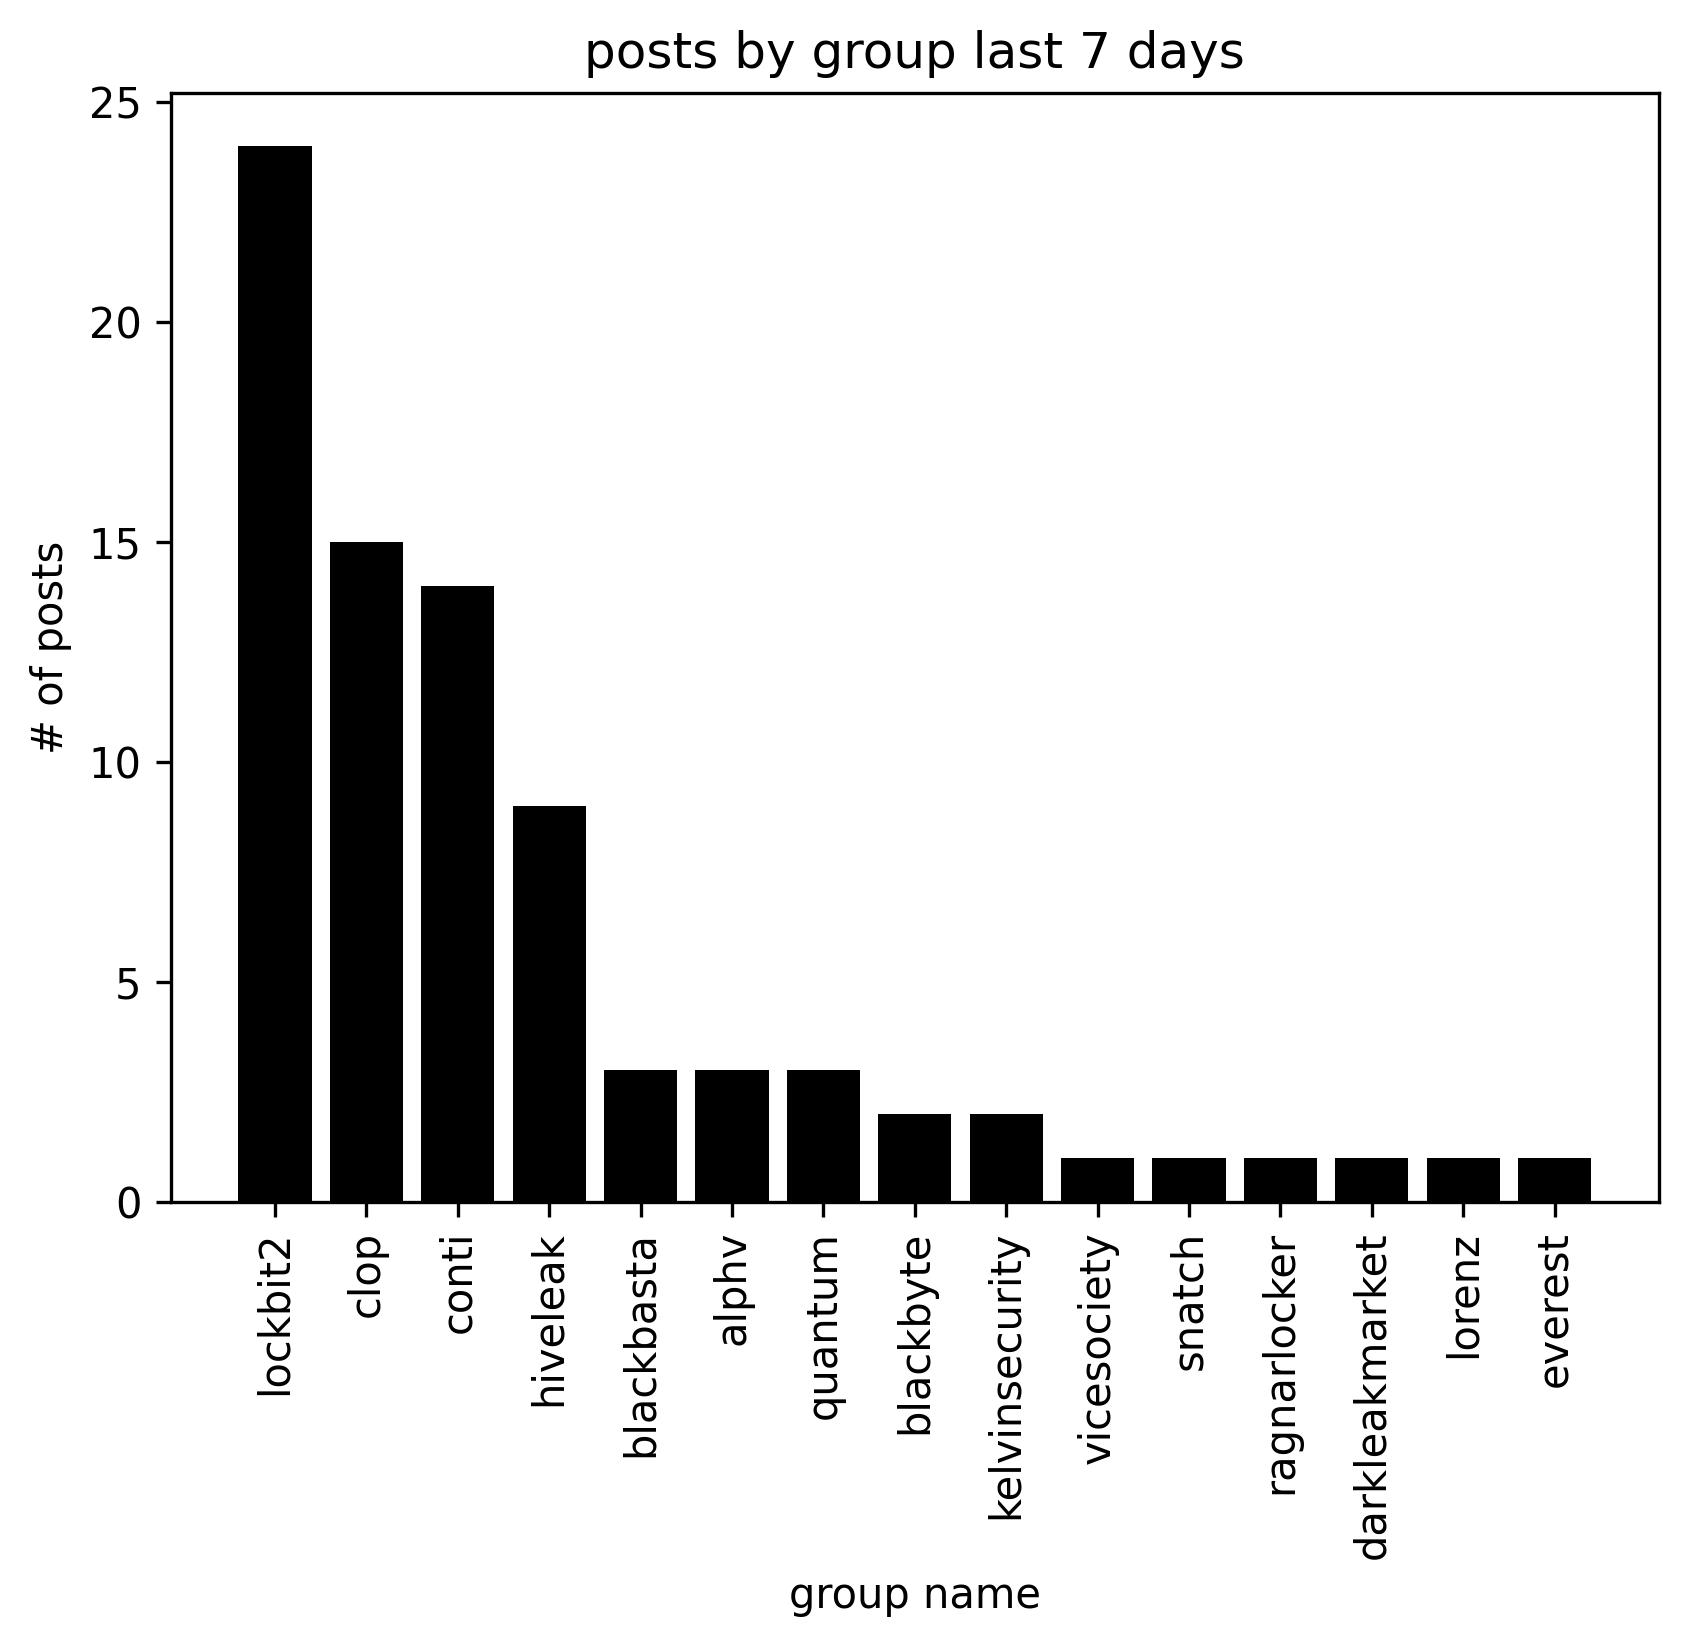 posts by group last 7 days
25
20
15
10
5
0
# of posts
lockbit2
clop
conti
hiveleak
blackbasta
alphv
quantum
blackbyte
kelvinsecurity
vicesociety
snatch
ragnarlocker
darkleakmarket
lorenz
everest
group name